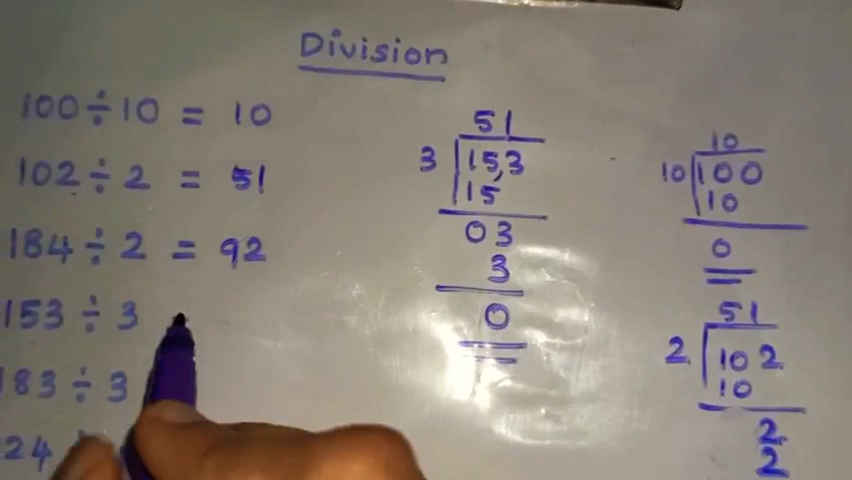 Division
100 ÷ 10 = 10
102 ÷ 2 = 51
184 ÷ 2 = 92
153 ÷ 3
183 ÷ 3
24
51
3 153
15
03
3
0
10
10 100
10
0
51
2 102
10
2
2